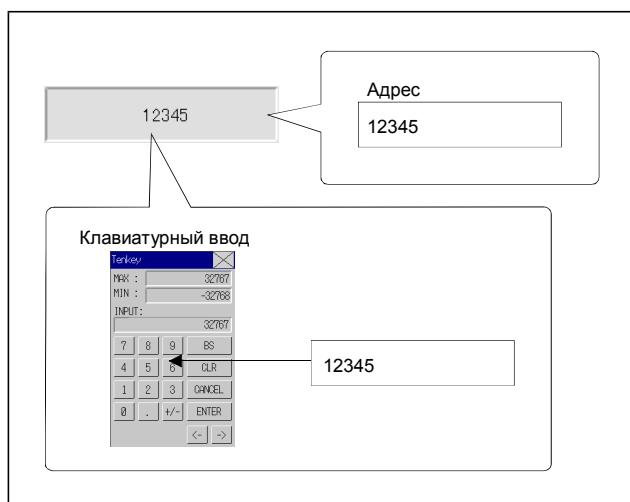 Адрес
12345
12345
Клавиатурный ввод
Tenkey
MAX : 32767
MIN : -32768
INPUT:
32767
7 8 9 BS
4 5 6 CLR
12345
1 2 3 CANCEL
0 . +/- ENTER
<- ->